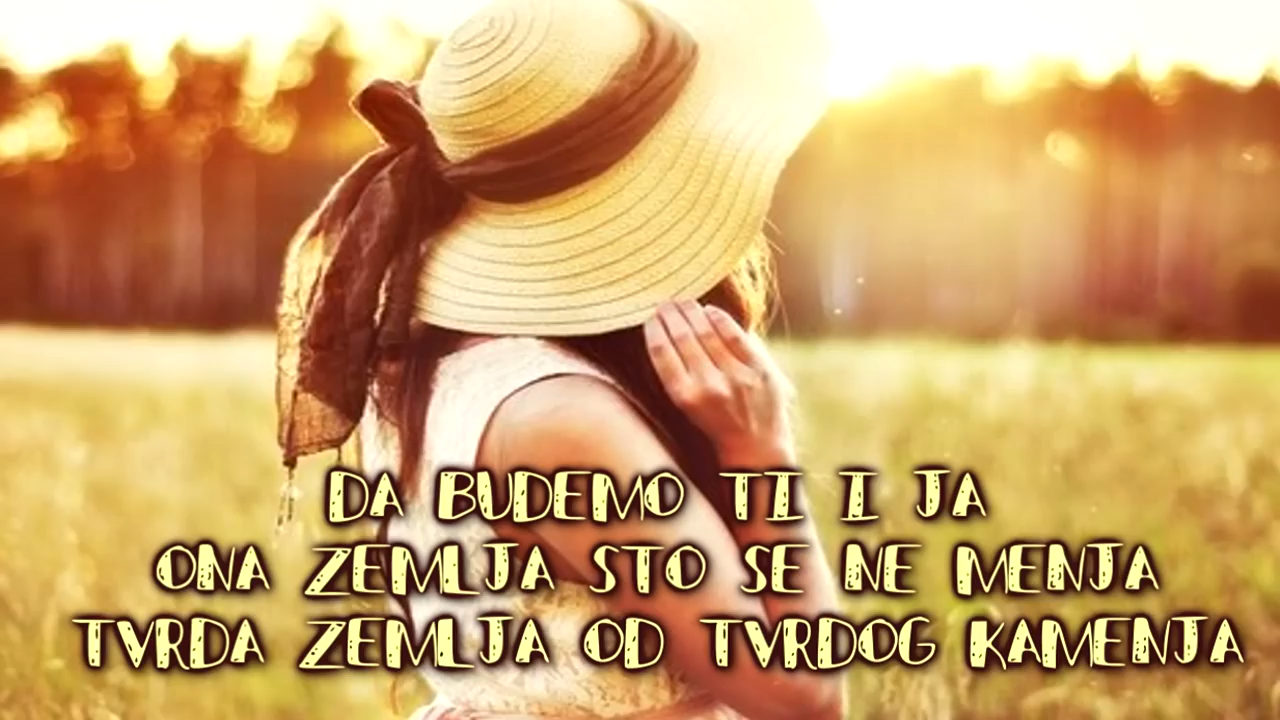 DA BUDEMO TI I JA
ONA ZEMLJA STO SE NE MENJA
TVRDA ZEMLJA OD TVRDOG KAMENJA